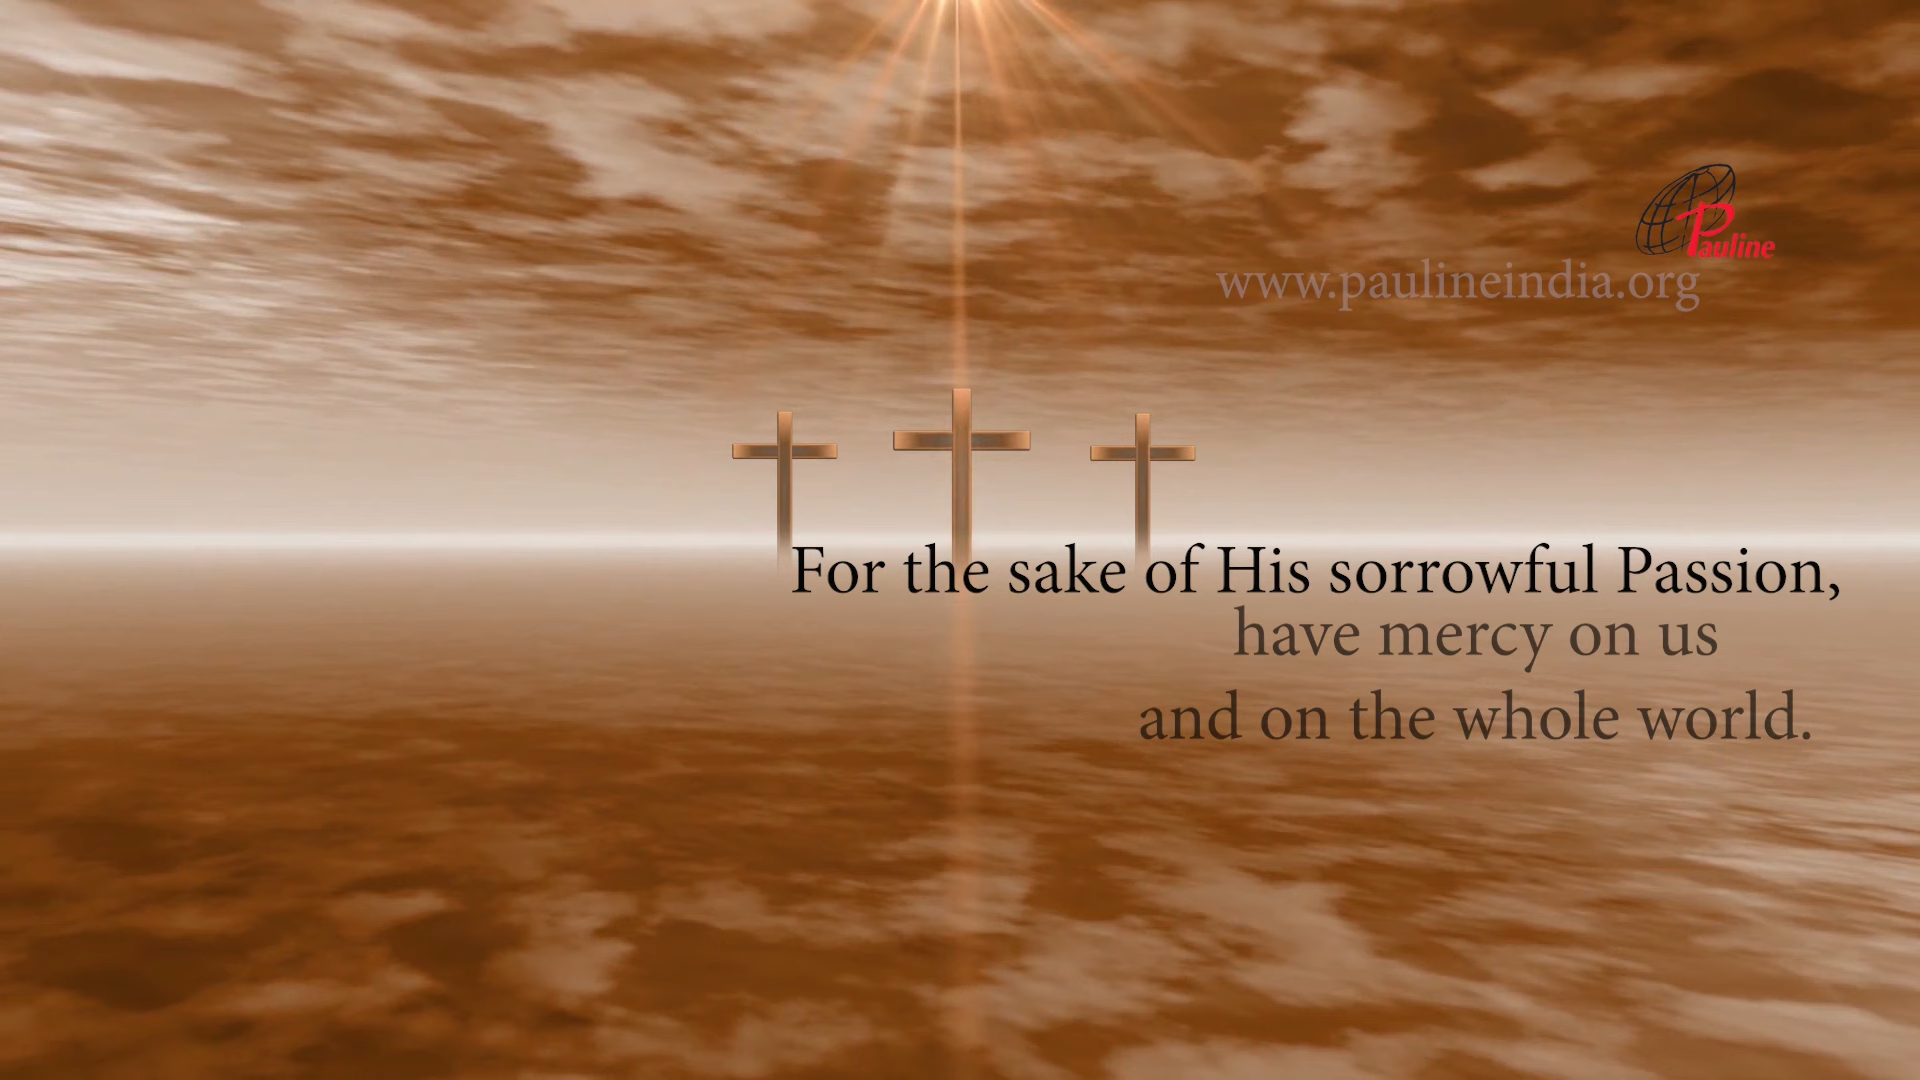 Pauline
www.paulineindia.org
For the sake of His sorrowful Passion,
have mercy on us
and on the whole world.